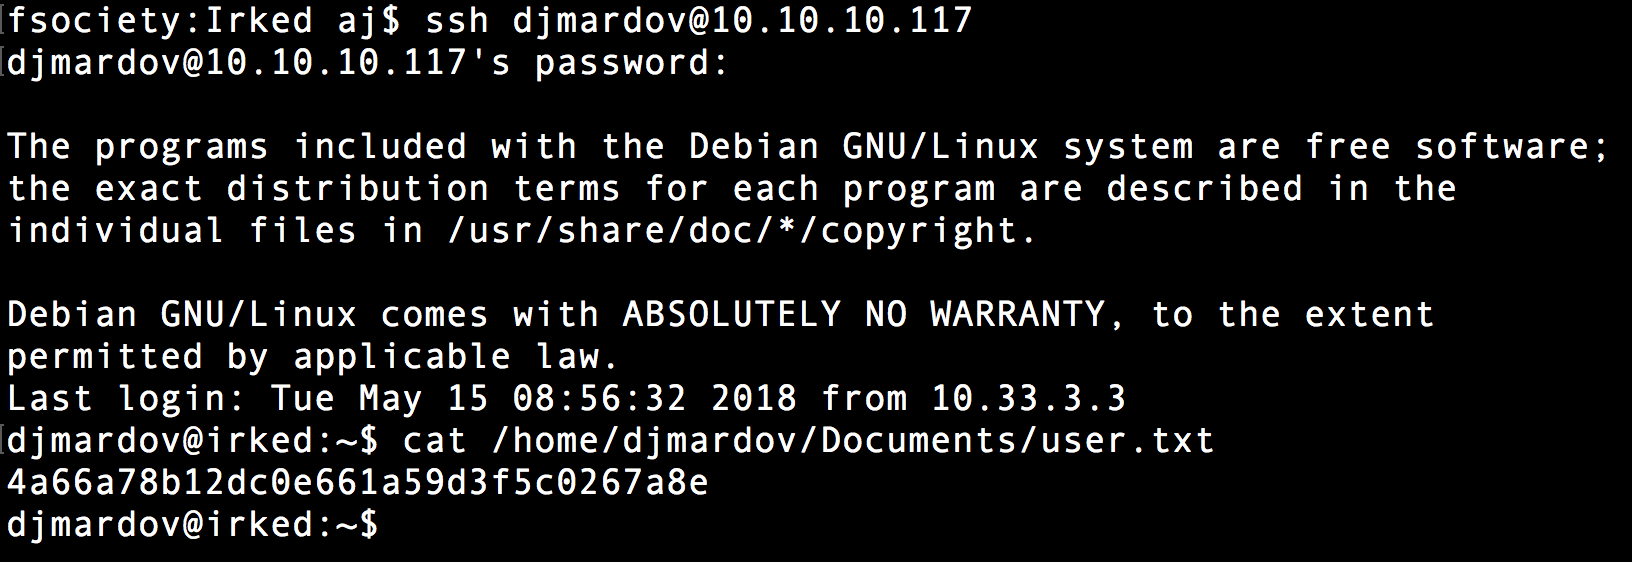 fsociety:Irked aj$ ssh djmardov@10.10.10.117
djmardov@10.10.10.117's password:
The programs included with the Debian GNU/Linux system are free software;
the exact distribution terms for each program are described in the
individual files in /usr/share/doc/*/copyright.
Debian GNU/Linux comes with ABSOLUTELY NO WARRANTY, to the extent
permitted by applicable law.
Last login: Tue May 15 08:56:32 2018 from 10.33.3.3
djmardov@irked:~$ cat /home/djmardov/Documents/user.txt
4a66a78b12dc0e661a59d3f5c0267a8e
djmardov@irked:~$